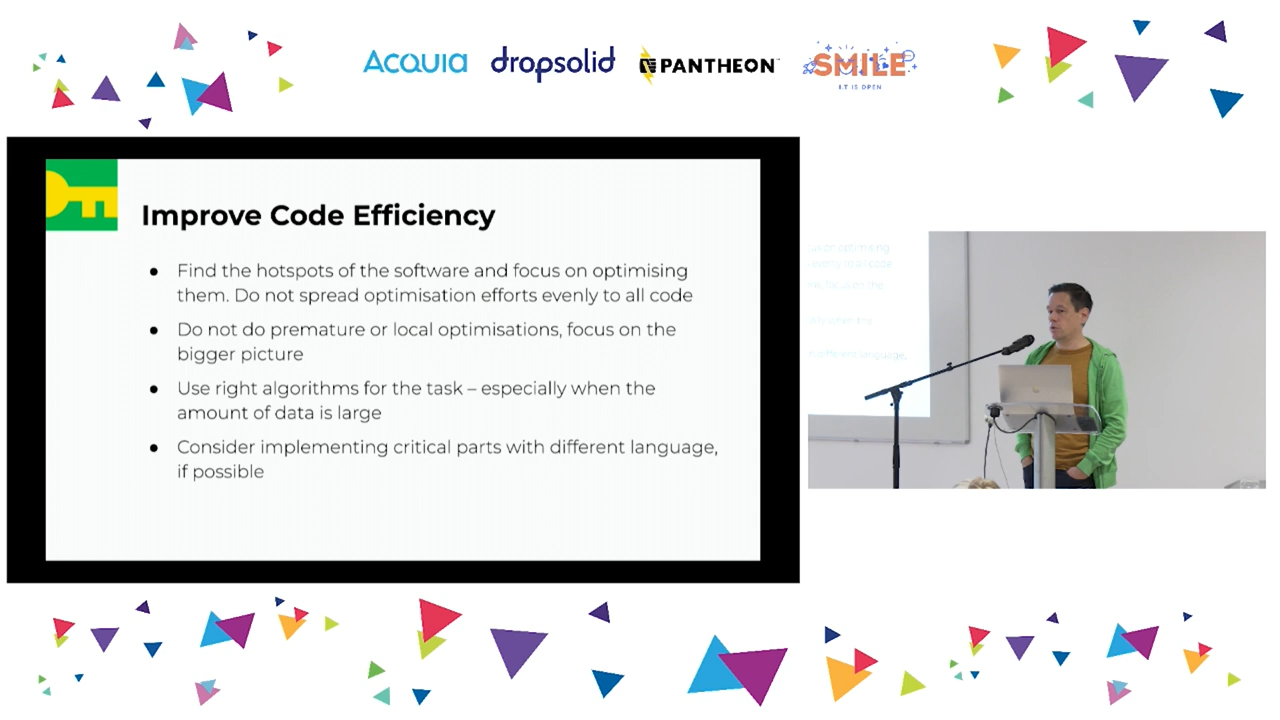 ACQUIA
dropsolid
PANTHEON
SMILE
I.T IS OPEN
Improve Code Efficiency
● Find the hotspots of the software and focus on optimising
them. Do not spread optimisation efforts evenly to all code
● Do not do premature or local optimisations, focus on the
bigger picture
● Use right algorithms for the task – especially when the
amount of data is large
● Consider implementing critical parts with different language,
if possible